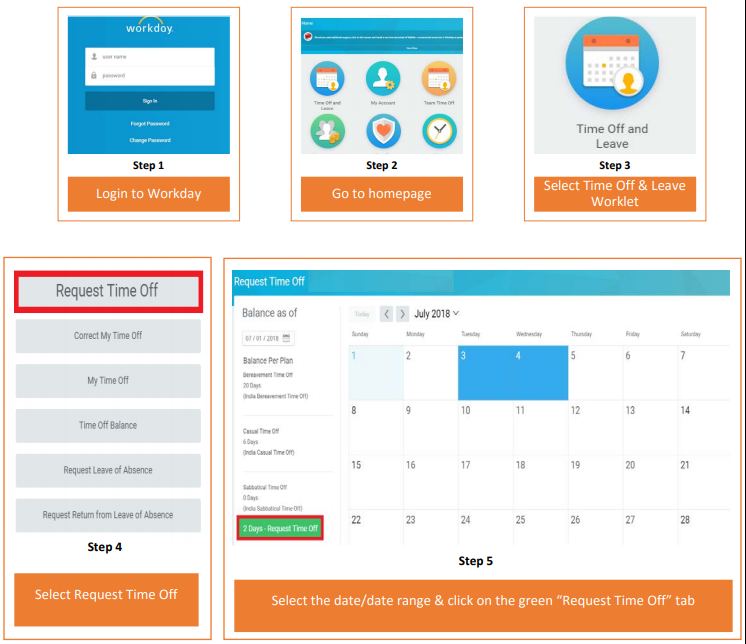 workday.
user name
password
Sign In
Forgot Password
Change Password
Step 1
Login to Workday
Home
Time Off and
Leave
My Account
Team Time Off
Step 2
Go to homepage
Time Off and
Leave
Step 3
Select Time Off & Leave
Worklet
Request Time Off
Correct My Time Off
My Time Off
Time Off Balance
Request Leave of Absence
Request Return from Leave of Absence
Step 4
Select Request Time Off
Request Time Off
Balance as of
07 / 01 / 2018
Balance Per Plan
Bereavement Time Off
20 Days
(India Bereavement Time Off)
Casual Time Off
6 Days
(India Casual Time Off)
Sabbatical Time Off
0 Days
(India Sabbatical Time Off)
2 Days - Request Time Off
Today < > July 2018
Sunday Monday Tuesday Wednesday Thursday Friday Saturday
1 2 3 4 5 6 7
8 9 10 11 12 13 14
15 16 17 18 19 20 21
22 23 24 25 26 27 28
Step 5
Select the date/date range & click on the green “Request Time Off” tab